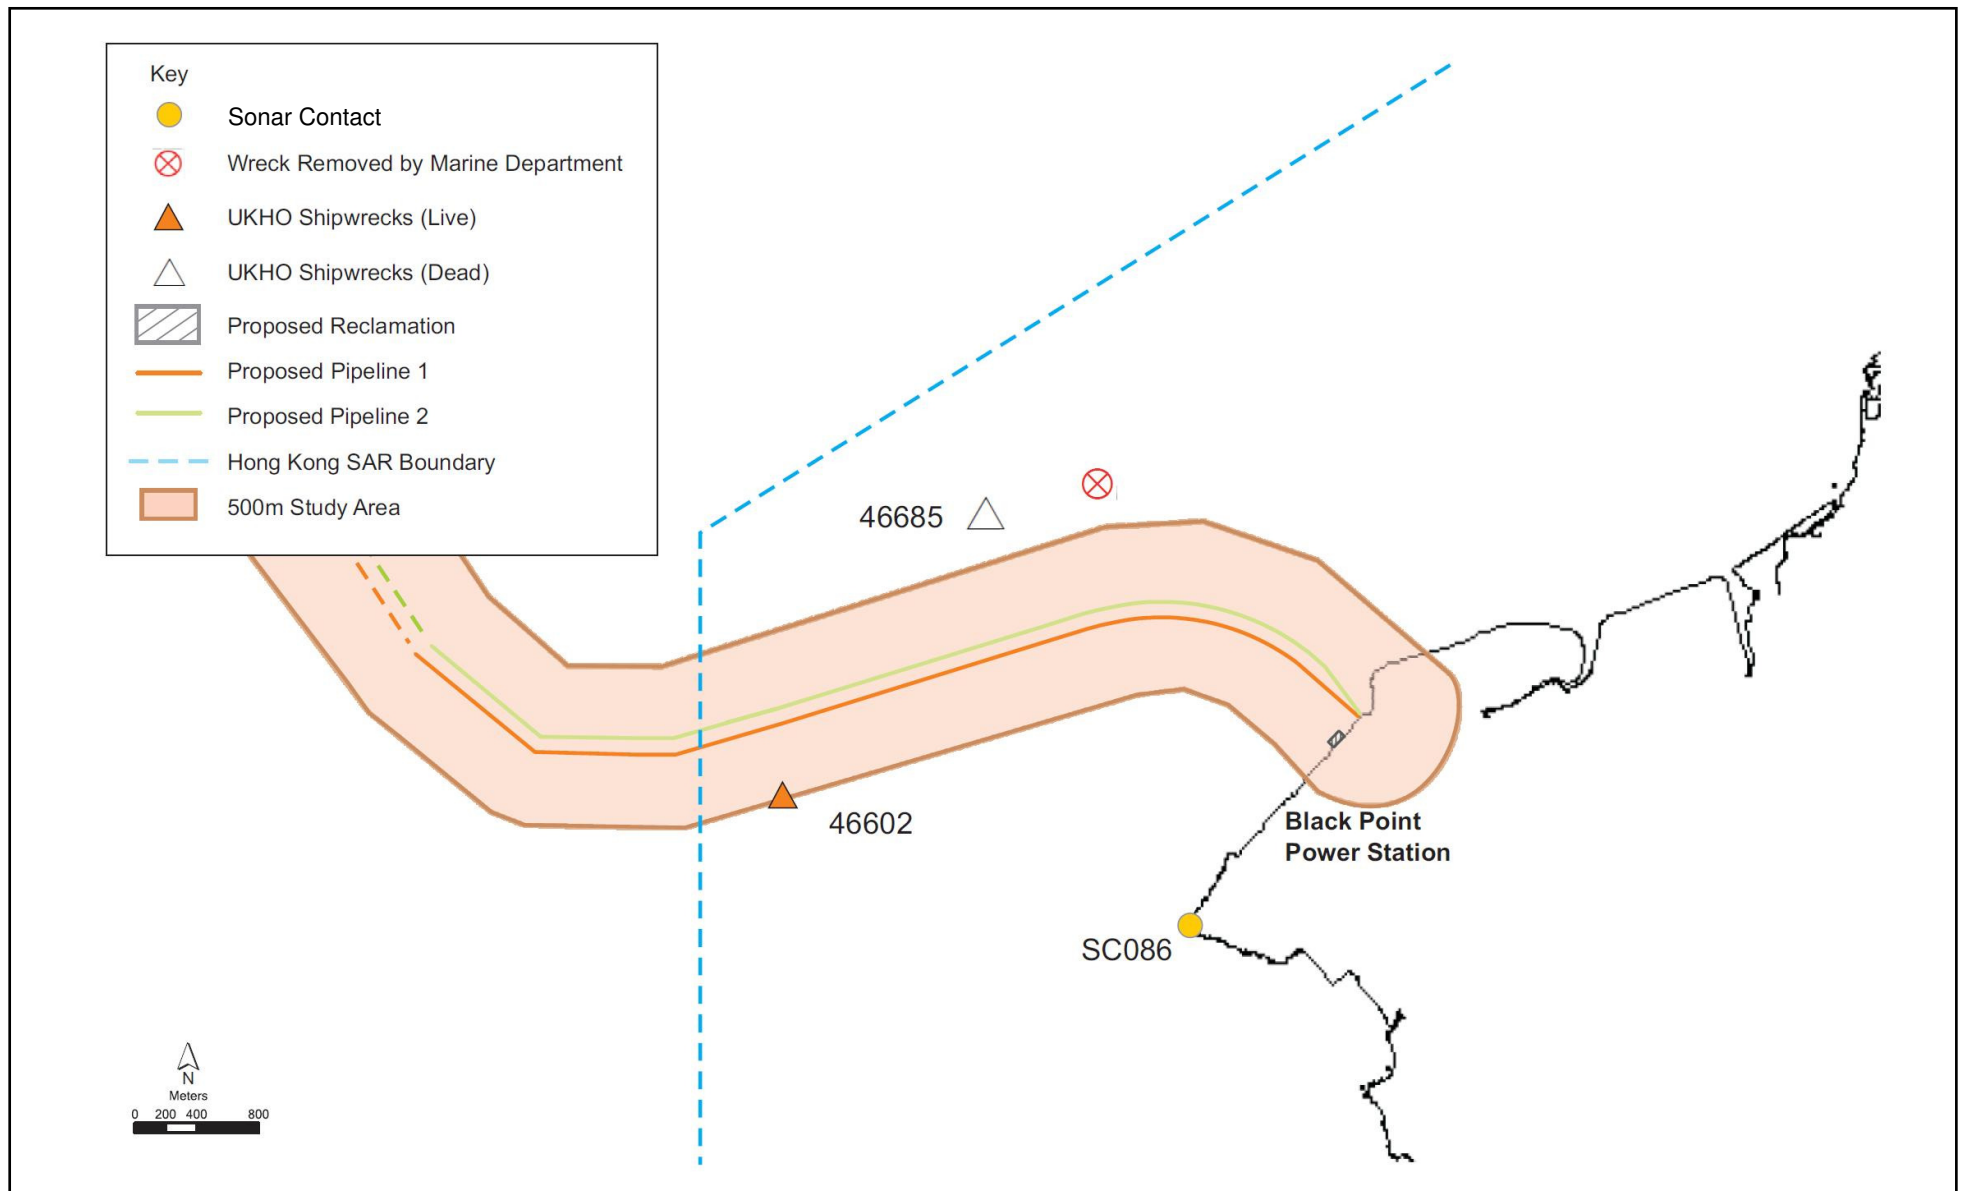 Key
Sonar Contact
Wreck Removed by Marine Department
UKHO Shipwrecks (Live)
UKHO Shipwrecks (Dead)
Proposed Reclamation
Proposed Pipeline 1
Proposed Pipeline 2
Hong Kong SAR Boundary
500m Study Area
46685
46602
Black Point
Power Station
SC086
N
Meters
0 200 400 800